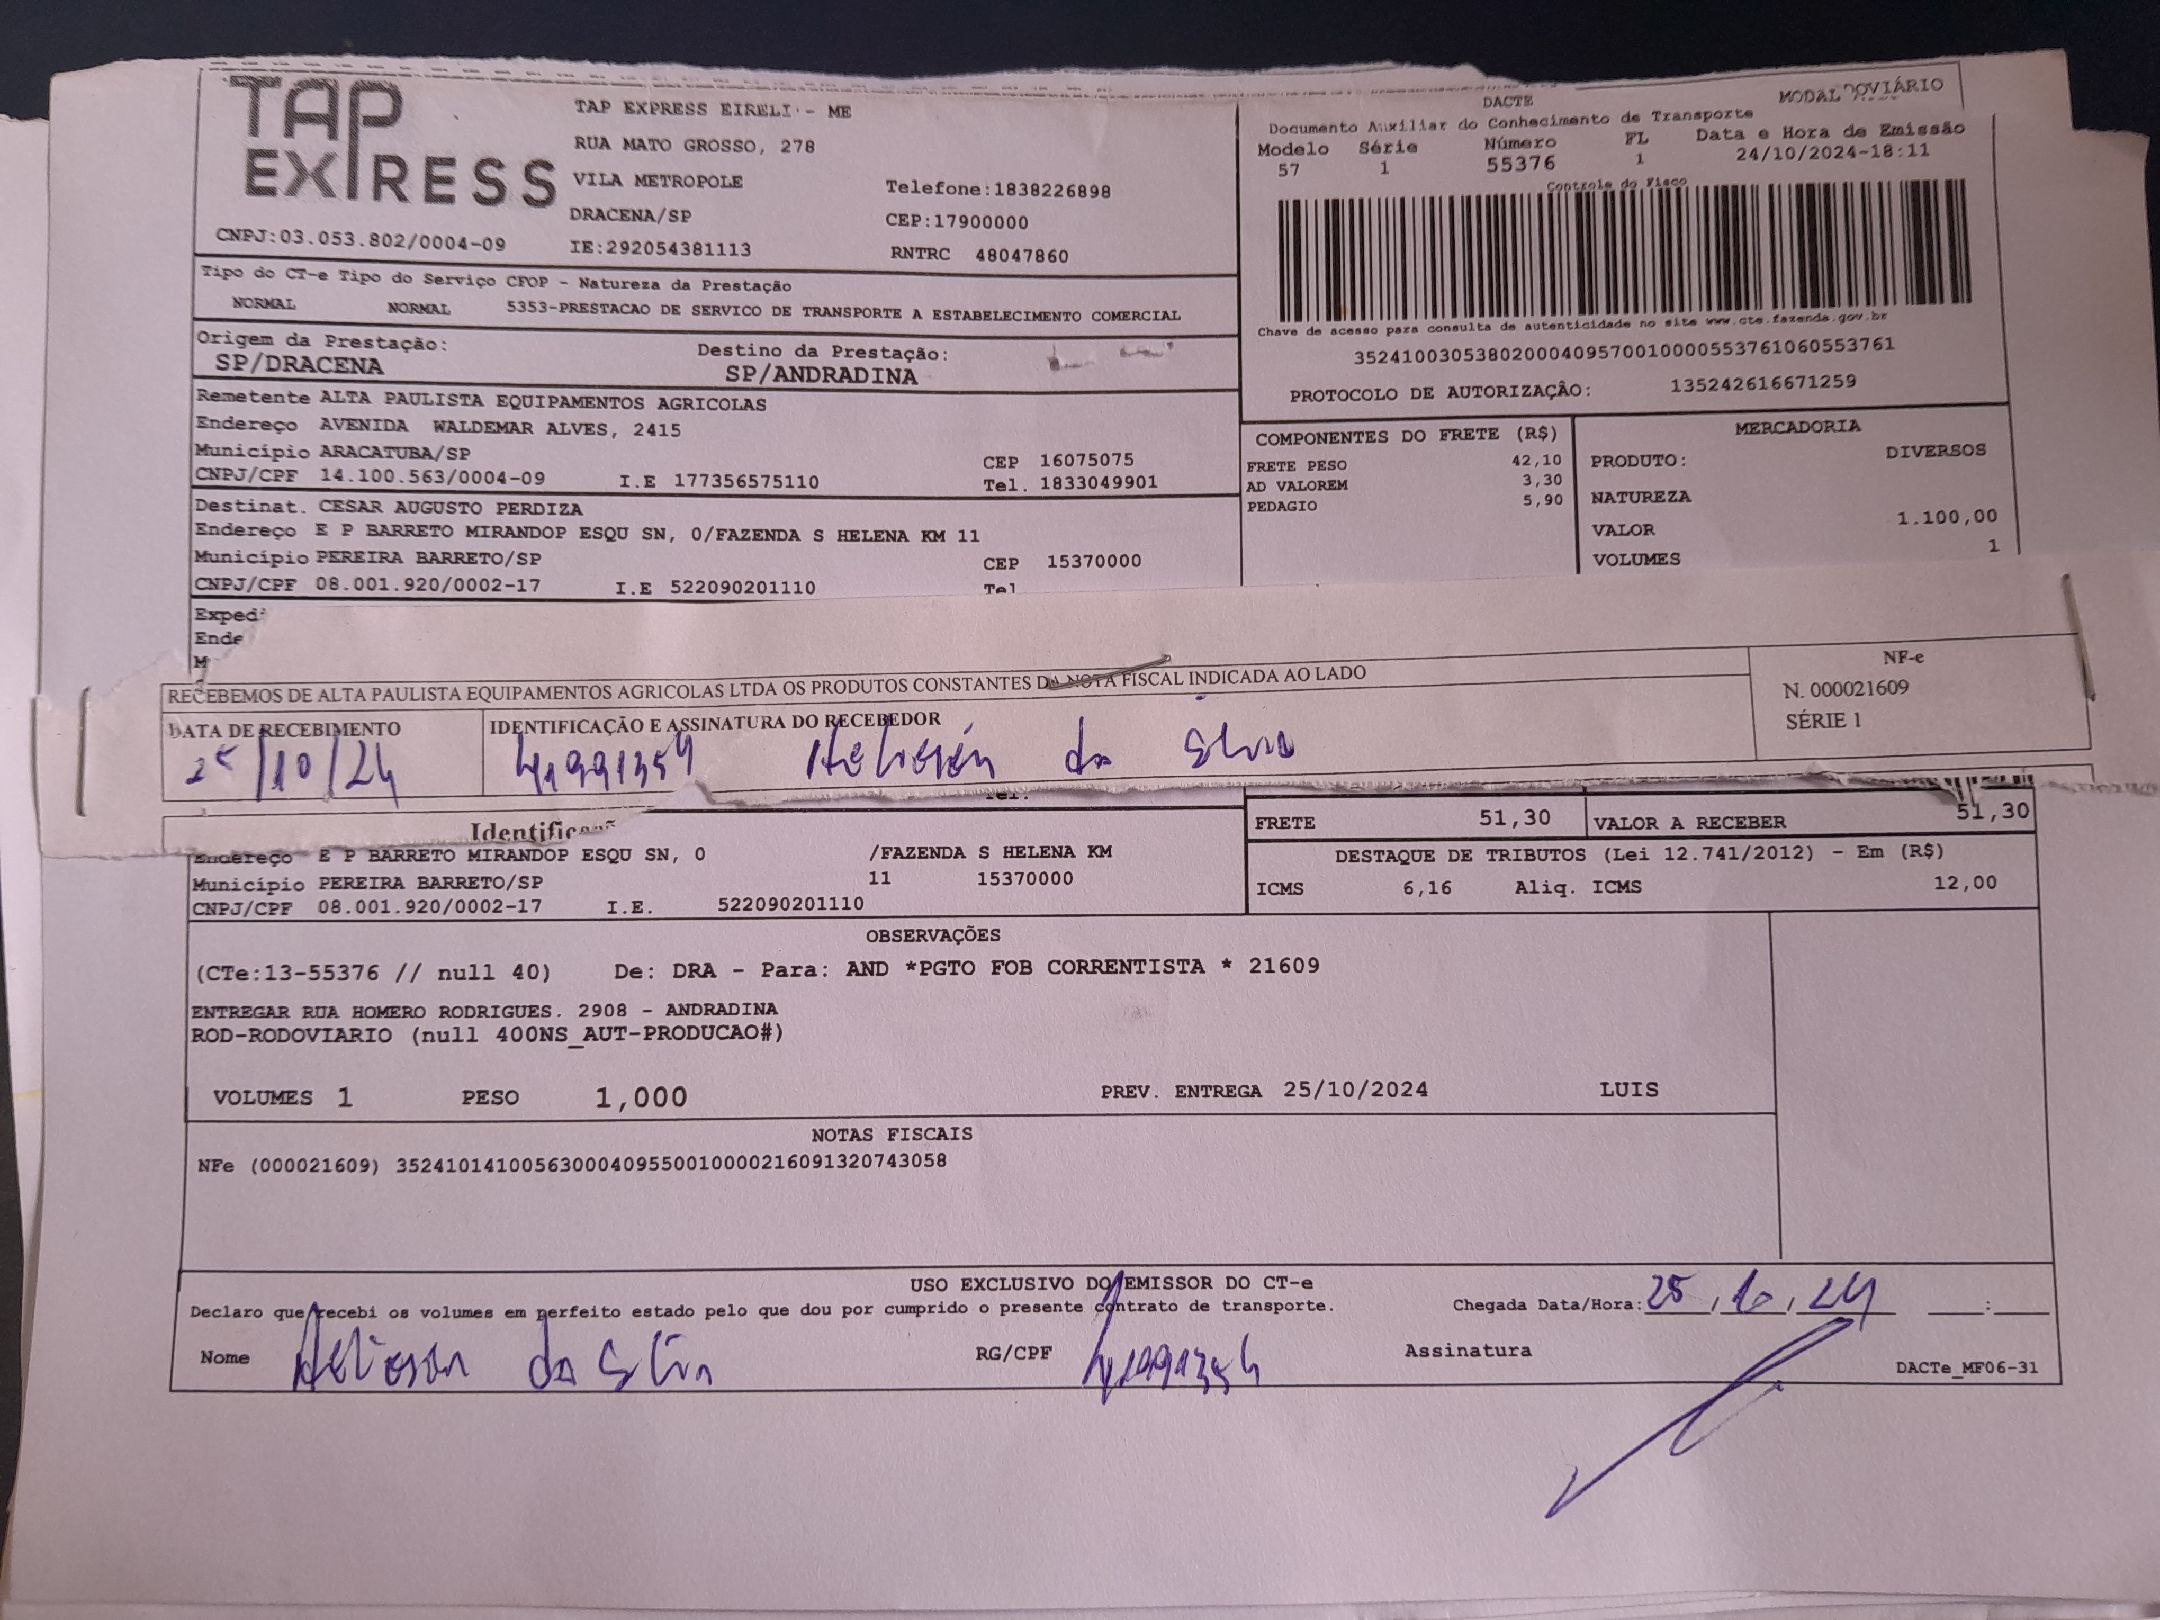 TAP EXPRESS
TAP EXPRESS EIRELI - ME
RUA MATO GROSSO, 278
VILA METROPOLE
Telefone:1838226898
DRACENA/SP
CEP:17900000
CNPJ:03.053.802/0004-09
IE:292054381113
RNTRC 48047860
DACTE
MODAL DOVIÁRIO
Documento Auxiliar do Conhecimento de Transporte
Modelo Série Número FL Data e Hora de Emissão
57 1 55376 1 24/10/2024-18:11
Controle do Fisco
Chave de acesso para consulta de autenticidade no site www.cte.fazenda.gov.br
35241003053802000409570010000553761060553761
PROTOCOLO DE AUTORIZAÇÃO: 135242616671259
Tipo do CT-e Tipo do Serviço CFOP - Natureza da Prestação
NORMAL NORMAL 5353-PRESTACAO DE SERVICO DE TRANSPORTE A ESTABELECIMENTO COMERCIAL
Origem da Prestação: Destino da Prestação:
SP/DRACENA SP/ANDRADINA
Remetente ALTA PAULISTA EQUIPAMENTOS AGRICOLAS
Endereço AVENIDA WALDEMAR ALVES, 2415
Município ARACATUBA/SP CEP 16075075
CNPJ/CPF 14.100.563/0004-09 I.E 177356575110 Tel. 1833049901
Destinat. CESAR AUGUSTO PERDIZA
Endereço E P BARRETO MIRANDOP ESQU SN, 0/FAZENDA S HELENA KM 11
Município PEREIRA BARRETO/SP CEP 15370000
CNPJ/CPF 08.001.920/0002-17 I.E 522090201110 Tel
COMPONENTES DO FRETE (R$)
FRETE PESO 42,10
AD VALOREM 3,30
PEDAGIO 5,90
MERCADORIA
PRODUTO: DIVERSOS
NATUREZA
VALOR 1.100,00
VOLUMES 1
Exped
Ende
M
RECEBEMOS DE ALTA PAULISTA EQUIPAMENTOS AGRICOLAS LTDA OS PRODUTOS CONSTANTES DA NOTA FISCAL INDICADA AO LADO
NF-e
N. 000021609
SÉRIE 1
DATA DE RECEBIMENTO IDENTIFICAÇÃO E ASSINATURA DO RECEBEDOR
25/10/24 41991354 da Silva
Tel.
Identificaçã
FRETE 51,30 VALOR A RECEBER 51,30
Endereço E P BARRETO MIRANDOP ESQU SN, 0 /FAZENDA S HELENA KM
Município PEREIRA BARRETO/SP 11 15370000
CNPJ/CPF 08.001.920/0002-17 I.E. 522090201110
DESTAQUE DE TRIBUTOS (Lei 12.741/2012) - Em (R$)
ICMS 6,16 Aliq. ICMS 12,00
OBSERVAÇÕES
(CTe:13-55376 // null 40) De: DRA - Para: AND *PGTO FOB CORRENTISTA * 21609
ENTREGAR RUA HOMERO RODRIGUES. 2908 - ANDRADINA
ROD-RODOVIARIO (null 400NS_AUT-PRODUCAO#)
VOLUMES 1 PESO 1,000 PREV. ENTREGA 25/10/2024 LUIS
NOTAS FISCAIS
NFe (000021609) 35241014100563000409550010000216091320743058
USO EXCLUSIVO DO EMISSOR DO CT-e
Declaro que recebi os volumes em perfeito estado pelo que dou por cumprido o presente contrato de transporte. Chegada Data/Hora: 25, 10, 24 __:__
Nome da Silva RG/CPF 41991354 Assinatura
DACTe_MF06-31